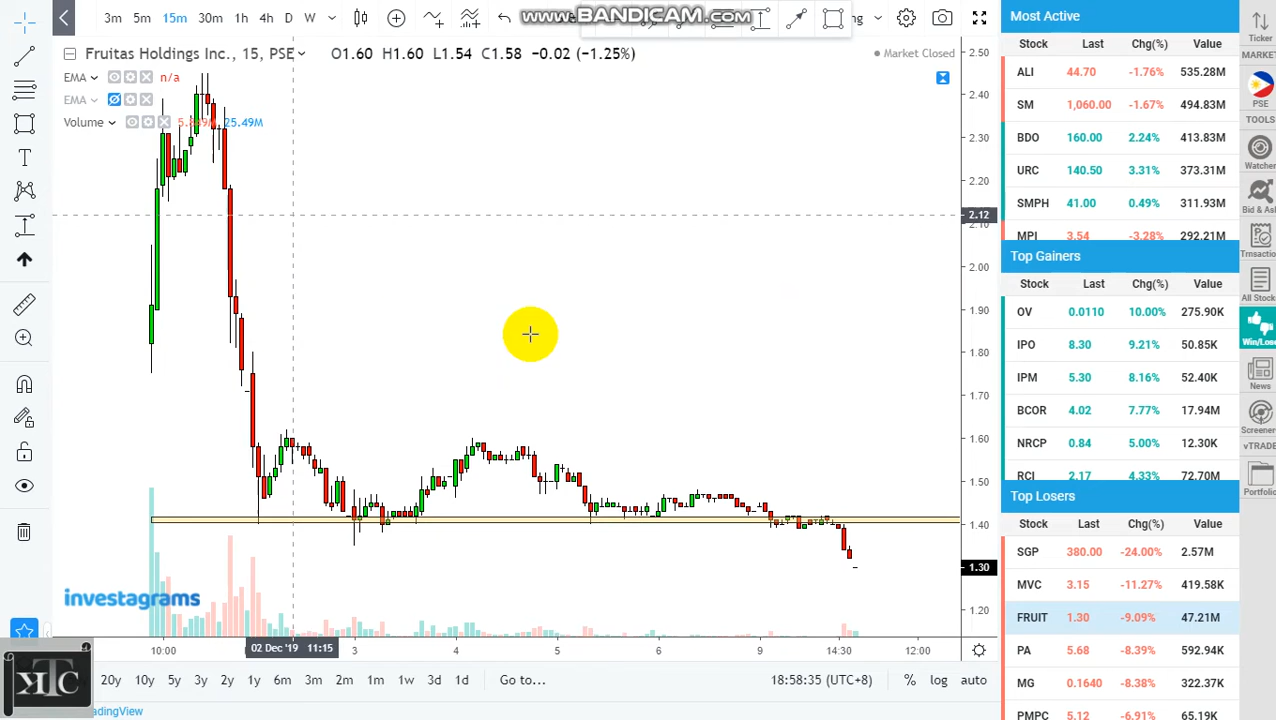 3m 5m 15m 30m 1h 4h D W
WWW.BANDICAM.COM
Fruitas Holdings Inc., 15, PSE O1.60 H1.60 L1.54 C1.58 −0.02 (−1.25%)
Market Closed
EMA n/a
EMA
Volume 25.49M
2.50
2.40
2.30
2.20
2.12
2.10
2.00
1.90
1.80
1.70
1.60
1.50
1.40
1.30
1.20
investagrams
10:00 02 Dec '19 11:15 3 4 5 6 9 14:30 12:00
20y 10y 5y 3y 2y 1y 6m 3m 2m 1m 1w 3d 1d Go to... 18:58:35 (UTC+8) % log auto
KTC
adingView
Most Active
Stock Last Chg(%) Value
ALI 44.70 -1.76% 535.28M
SM 1,060.00 -1.67% 494.83M
BDO 160.00 2.24% 413.83M
URC 140.50 3.31% 373.31M
SMPH 41.00 0.49% 311.93M
MPI 3.54 -3.28% 292.21M
Top Gainers
Stock Last Chg(%) Value
OV 0.0110 10.00% 275.90K
IPO 8.30 9.21% 50.85K
IPM 5.30 8.16% 52.40K
BCOR 4.02 7.77% 17.94M
NRCP 0.84 5.00% 12.30K
RCI 2.17 4.33% 72.70M
Top Losers
Stock Last Chg(%) Value
SGP 380.00 -24.00% 2.57M
MVC 3.15 -11.27% 419.58K
FRUIT 1.30 -9.09% 47.21M
PA 5.68 -8.39% 592.94K
MG 0.1640 -8.38% 322.37K
PMPC 5.12 -6.91% 65.19K
Ticker
MARKET
PSE
TOOLS
Watcher
Bid & As
Trnsactio
All Stock
Win/Lose
News
Screener
vTRADE
Portfolio